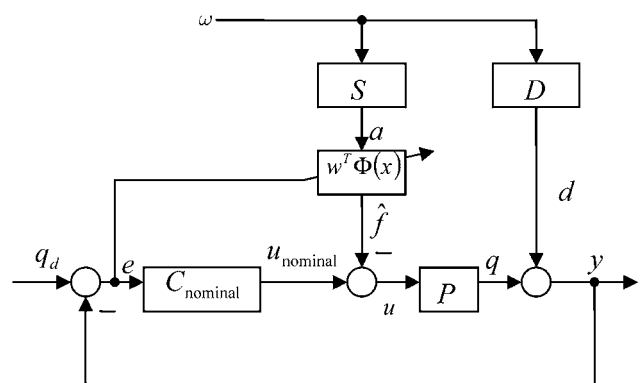 ω
S
D
a
w^T Φ(x)
d
f̂
−
q_d
e
C_nominal
u_nominal
u
P
q
y
−